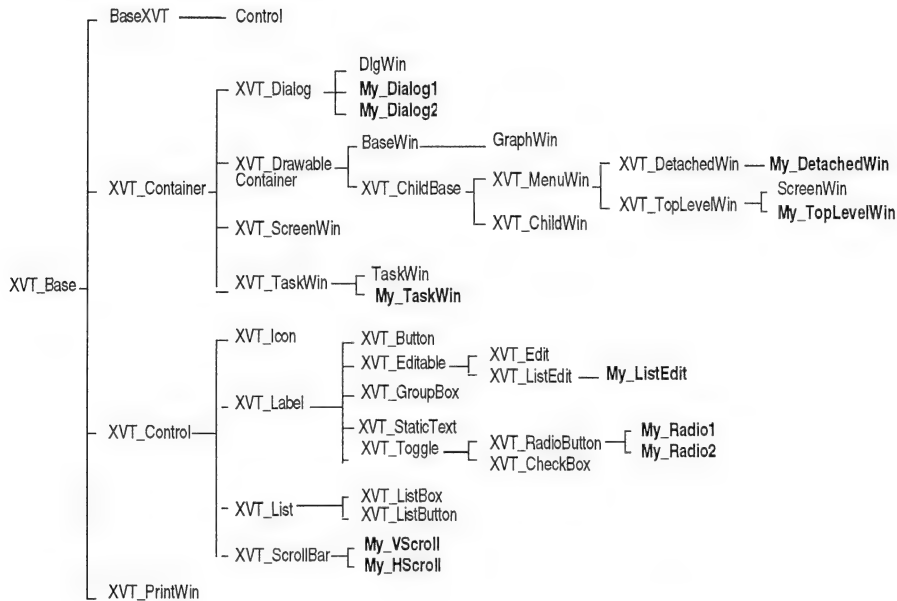 BaseXVT Control
DlgWin
XVT_Dialog My_Dialog1
My_Dialog2
BaseWin GraphWin
XVT_Drawable
Container
XVT_DetachedWin My_DetachedWin
XVT_MenuWin
XVT_Container XVT_ChildBase
ScreenWin
XVT_TopLevelWin
My_TopLevelWin
XVT_ScreenWin XVT_ChildWin
TaskWin
XVT_Base XVT_TaskWin
My_TaskWin
XVT_Icon XVT_Button
XVT_Editable XVT_Edit
XVT_ListEdit My_ListEdit
XVT_Label XVT_GroupBox
XVT_StaticText My_Radio1
XVT_Control XVT_Toggle XVT_RadioButton
My_Radio2
XVT_CheckBox
XVT_ListBox
XVT_List
XVT_ListButton
My_VScroll
XVT_ScrollBar
My_HScroll
XVT_PrintWin